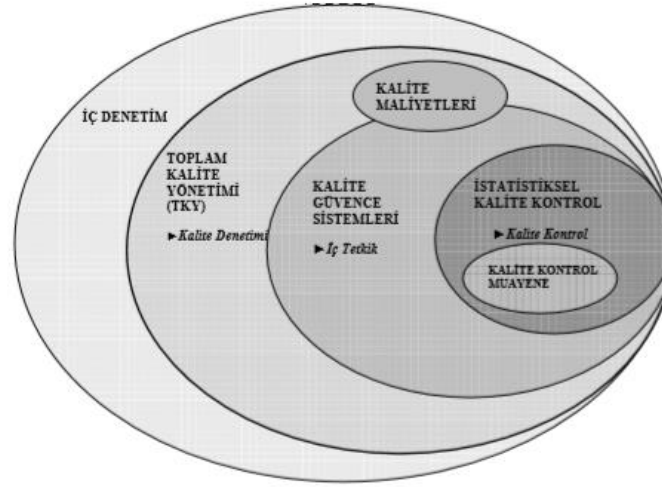 KALİTE
MALİYETLERİ
İÇ DENETİM
TOPLAM
KALİTE
YÖNETİMİ
(TKY)
►Kalite Denetimi
KALİTE
GÜVENCE
SİSTEMLERİ
►İç Tetkik
İSTATİSTİKSEL
KALİTE KONTROL
►Kalite Kontrol
KALİTE KONTROL
MUAYENE